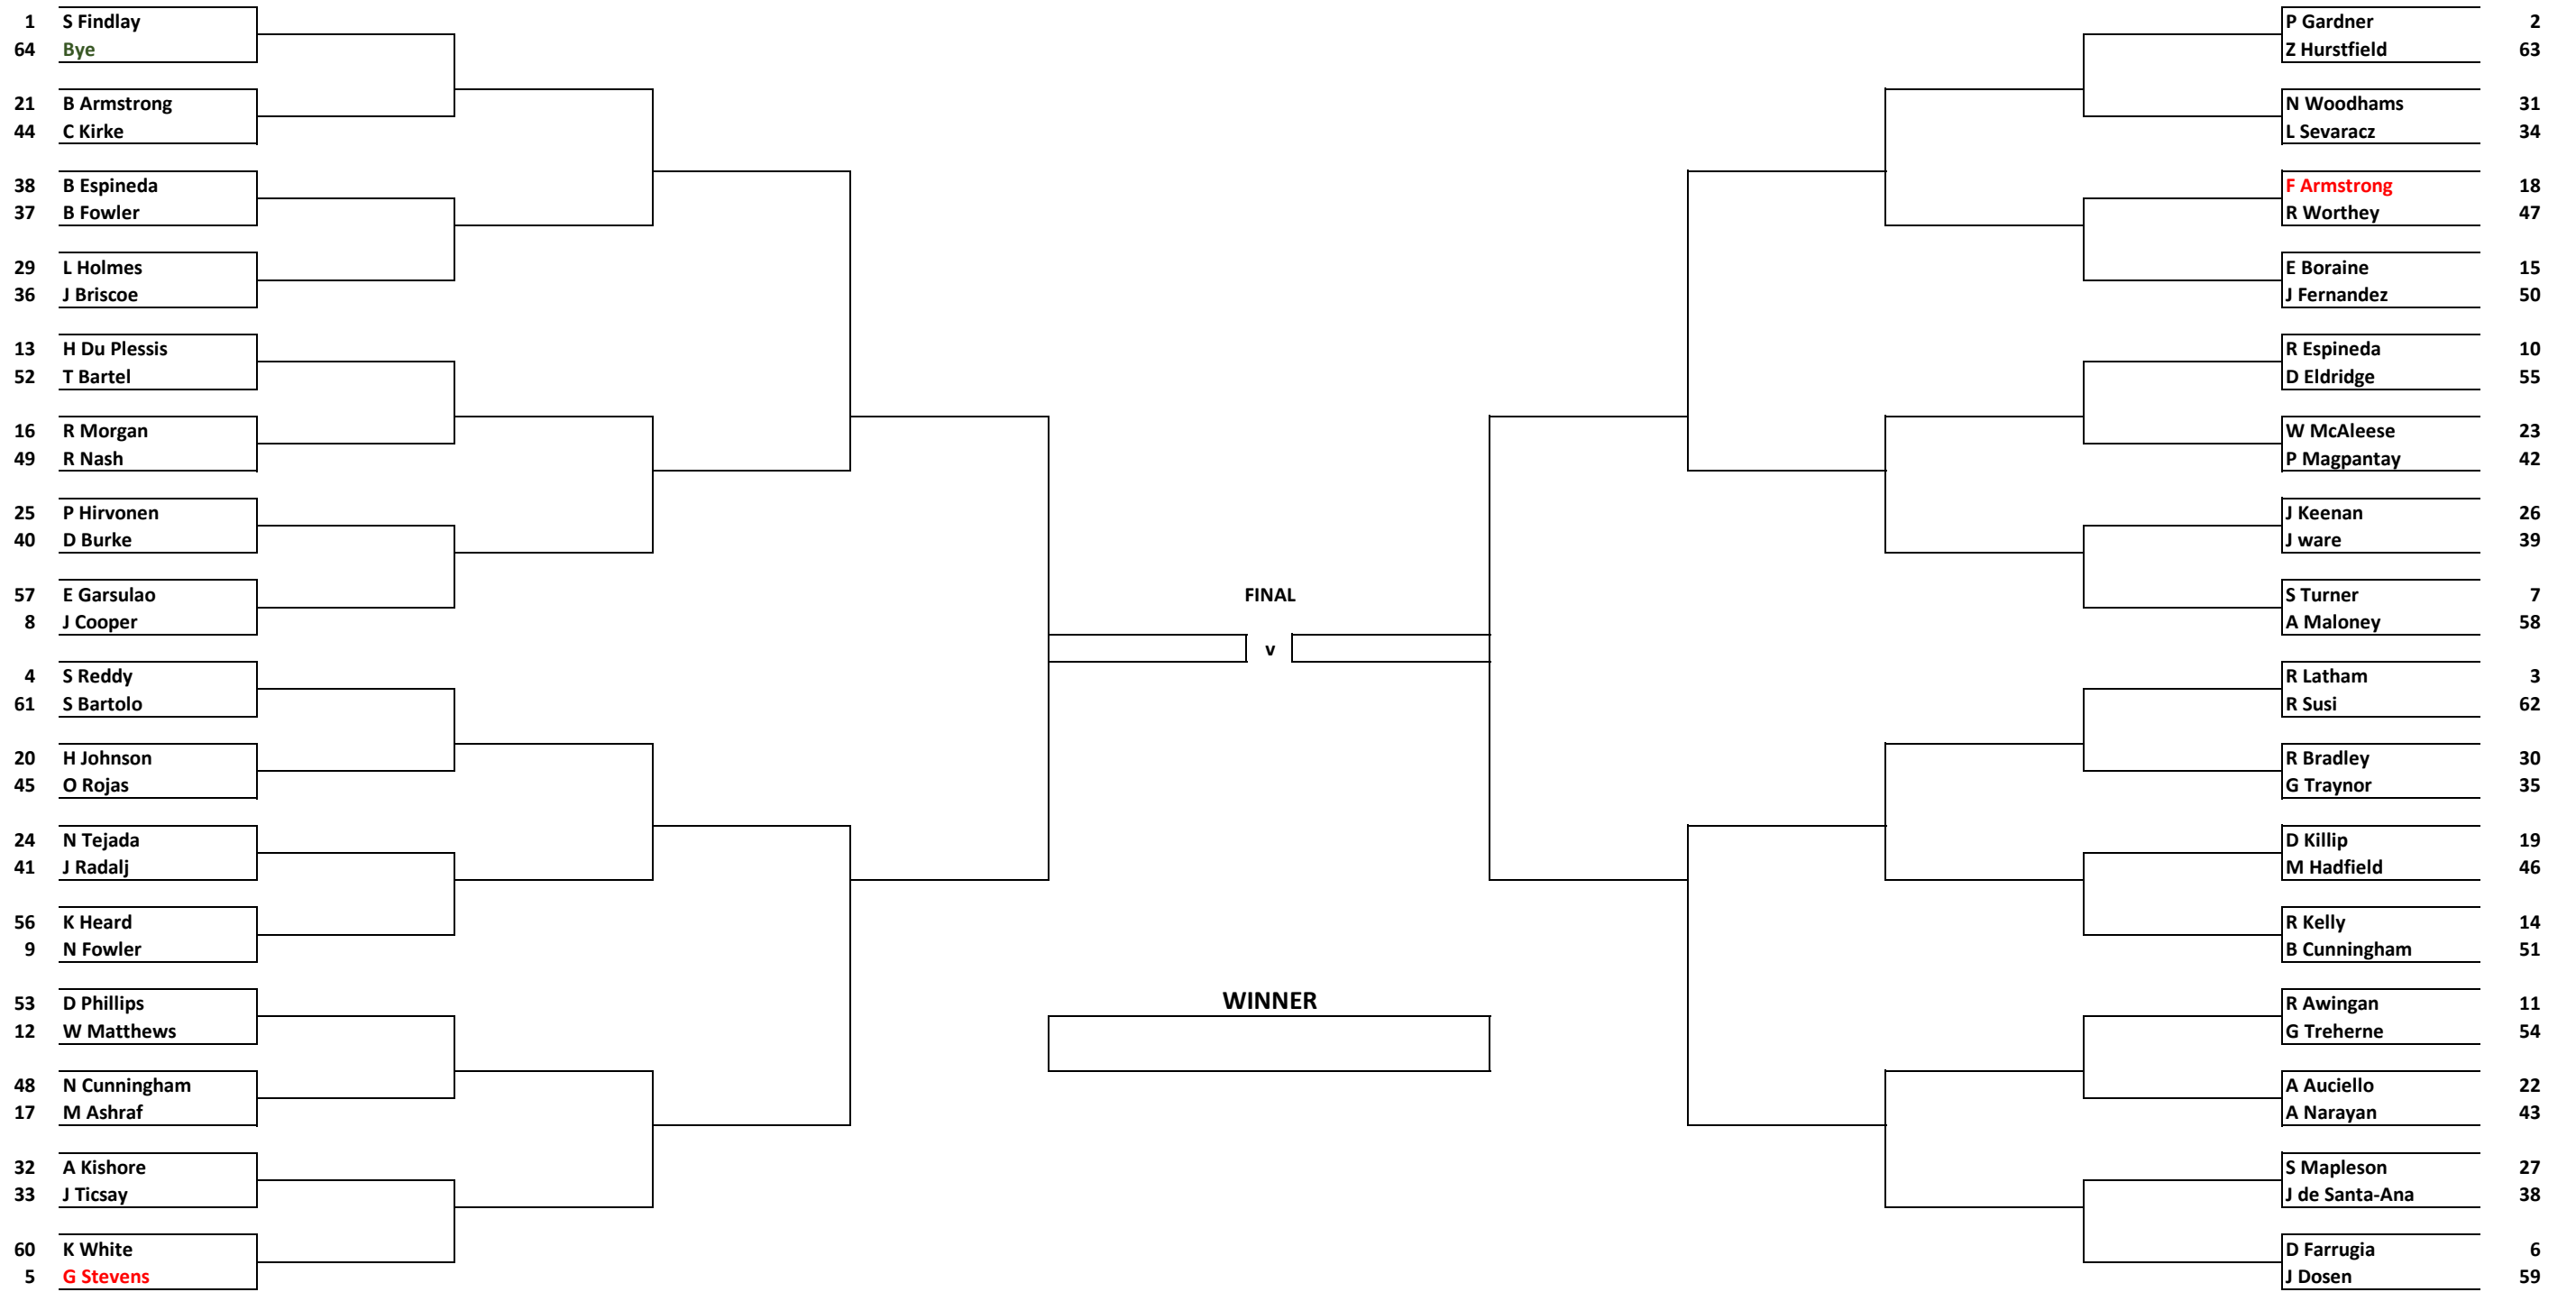 1 S Findlay
64 Bye
21 B Armstrong
44 C Kirke
38 B Espineda
37 B Fowler
29 L Holmes
36 J Briscoe
13 H Du Plessis
52 T Bartel
16 R Morgan
49 R Nash
25 P Hirvonen
40 D Burke
57 E Garsulao
8 J Cooper
4 S Reddy
61 S Bartolo
20 H Johnson
45 O Rojas
24 N Tejada
41 J Radalj
56 K Heard
9 N Fowler
53 D Phillips
12 W Matthews
48 N Cunningham
17 M Ashraf
32 A Kishore
33 J Ticsay
60 K White
5 G Stevens
FINAL
v
WINNER
P Gardner 2
Z Hurstfield 63
N Woodhams 31
L Sevaracz 34
F Armstrong 18
R Worthey 47
E Boraine 15
J Fernandez 50
R Espineda 10
D Eldridge 55
W McAleese 23
P Magpantay 42
J Keenan 26
J ware 39
S Turner 7
A Maloney 58
R Latham 3
R Susi 62
R Bradley 30
G Traynor 35
D Killip 19
M Hadfield 46
R Kelly 14
B Cunningham 51
R Awingan 11
G Treherne 54
A Auciello 22
A Narayan 43
S Mapleson 27
J de Santa-Ana 38
D Farrugia 6
J Dosen 59